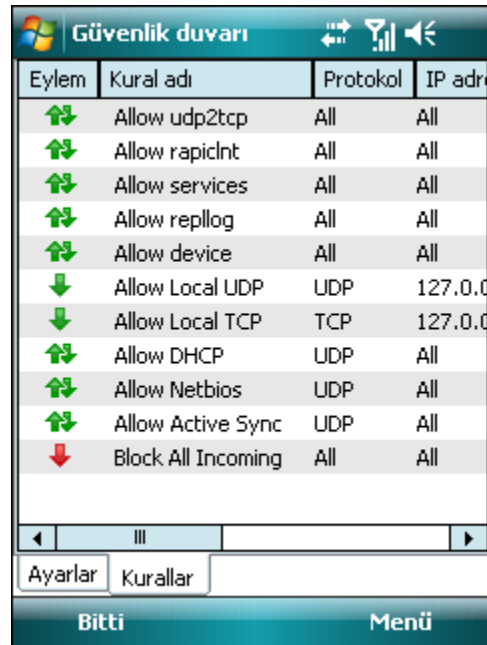 Güvenlik duvarı
Eylem Kural adı Protokol IP adre
Allow udp2tcp All All
Allow rapiclnt All All
Allow services All All
Allow repllog All All
Allow device All All
Allow Local UDP UDP 127.0.0
Allow Local TCP TCP 127.0.0
Allow DHCP UDP All
Allow Netbios UDP All
Allow Active Sync UDP All
Block All Incoming All All
Ayarlar Kurallar
Bitti Menü